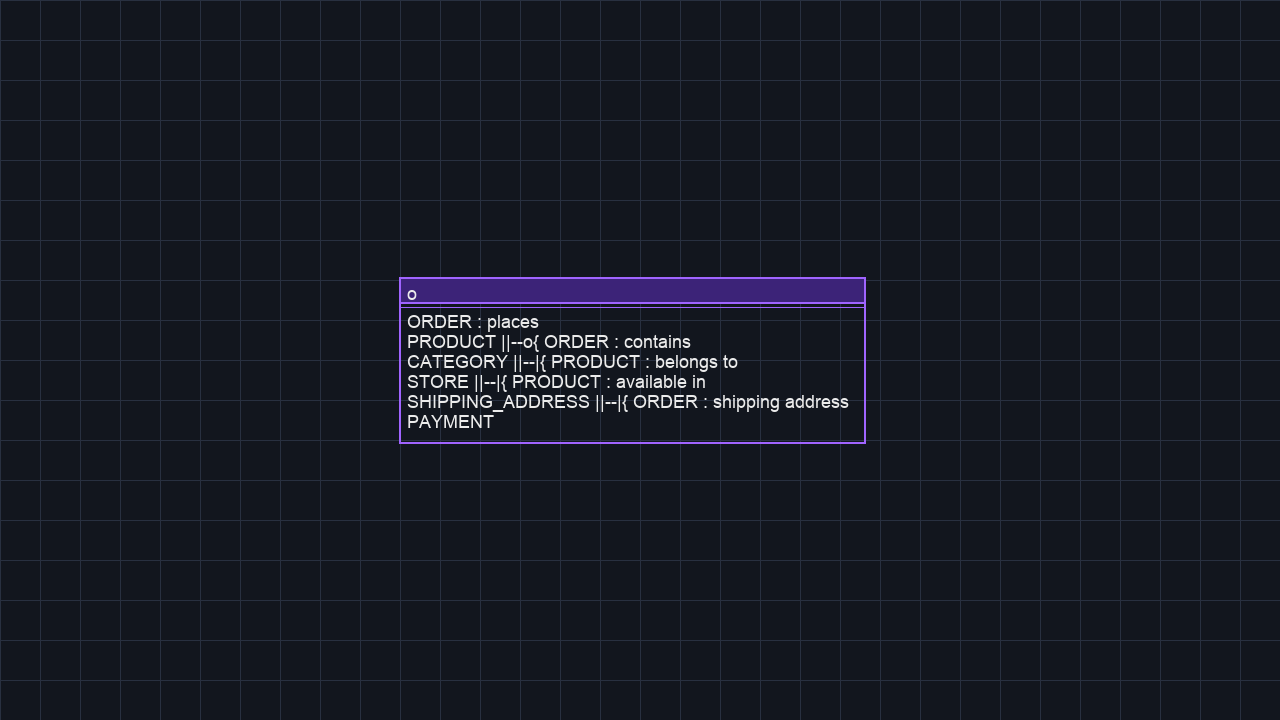 o
ORDER : places
PRODUCT ||--o{ ORDER : contains
CATEGORY ||--|{ PRODUCT : belongs to
STORE ||--|{ PRODUCT : available in
SHIPPING_ADDRESS ||--|{ ORDER : shipping address
PAYMENT